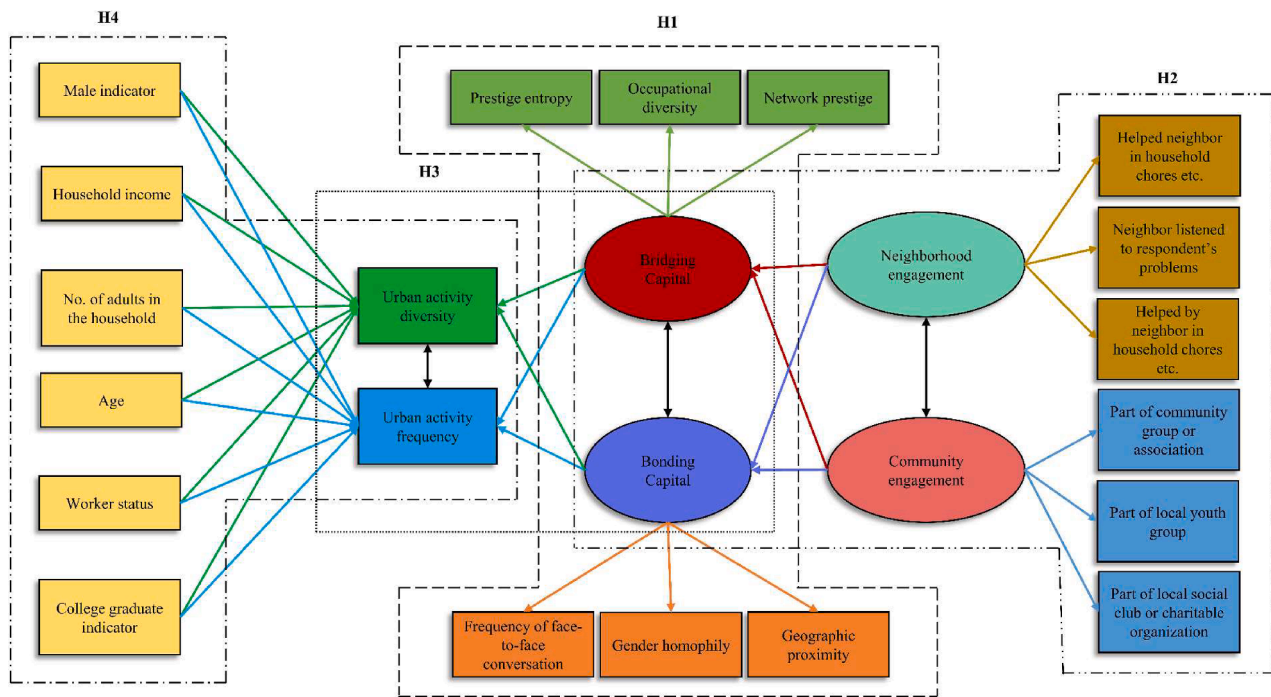 H4
H1
H2
H3
Male indicator
Household income
No. of adults in
the household
Age
Worker status
College graduate
indicator
Urban activity
diversity
Urban activity
frequency
Prestige entropy
Occupational
diversity
Network prestige
Bridging
Capital
Bonding
Capital
Frequency of face-
to-face
conversation
Gender homophily
Geographic
proximity
Neighborhood
engagement
Community
engagement
Helped neighbor
in household
chores etc.
Neighbor listened
to respondent's
problems
Helped by
neighbor in
household chores
etc.
Part of community
group or
association
Part of local youth
group
Part of local social
club or charitable
organization